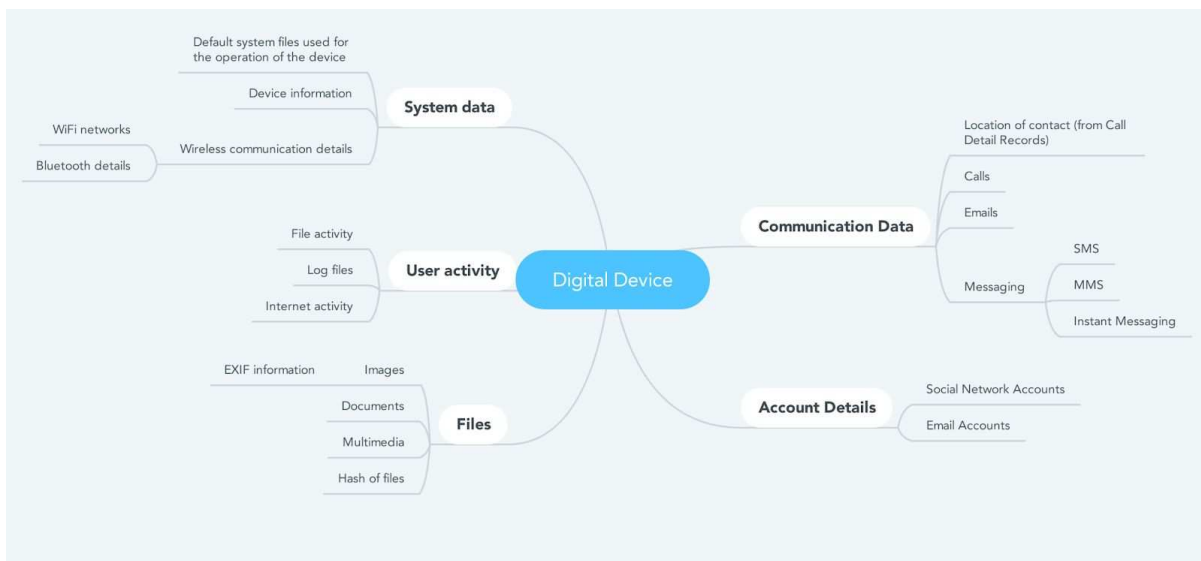 Digital Device
System data
Default system files used for
the operation of the device
Device information
Wireless communication details
WiFi networks
Bluetooth details
User activity
File activity
Log files
Internet activity
Files
Images
EXIF information
Documents
Multimedia
Hash of files
Communication Data
Location of contact (from Call
Detail Records)
Calls
Emails
Messaging
SMS
MMS
Instant Messaging
Account Details
Social Network Accounts
Email Accounts